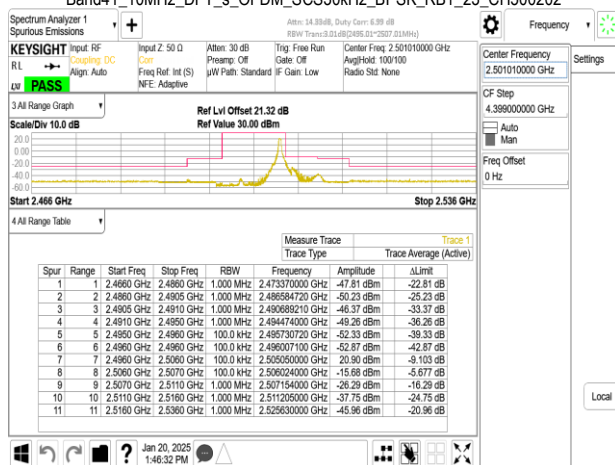 Band41_10MHz_DFT_s_OFDM_SCS30kHz_BPSK_RB1_23_CH500202
Spectrum Analyzer 1
Spurious Emissions
Attn: 14.33dB, Duty Corr: 6.99 dB
RBW Trans:3.01dB(2495.01~2507.01MHz)
Frequency
KEYSIGHT Input: RF Input Z: 50 Ω Atten: 30 dB Trig: Free Run Center Freq: 2.501010000 GHz
RL Coupling: DC Corr Preamp: Off Gate: Off Avg|Hold: 100/100
Align: Auto Freq Ref: Int (S) µW Path: Standard IF Gain: Low Radio Std: None
PASS NFE: Adaptive
Center Frequency
2.501010000 GHz
Settings
CF Step
4.399000000 GHz
Auto
Man
Freq Offset
0 Hz
3 All Range Graph
Ref Lvl Offset 21.32 dB
Scale/Div 10.0 dB Ref Value 30.00 dBm
20.0
0.00
-20.0
-40.0
-60.0
Start 2.466 GHz Stop 2.536 GHz
4 All Range Table
Measure Trace Trace 1
Trace Type Trace Average (Active)
Spur Range Start Freq Stop Freq RBW Frequency Amplitude ΔLimit
1 1 2.4660 GHz 2.4860 GHz 1.000 MHz 2.473370000 GHz -47.81 dBm -22.81 dB
2 2 2.4860 GHz 2.4905 GHz 1.000 MHz 2.486584720 GHz -50.23 dBm -25.23 dB
3 3 2.4905 GHz 2.4910 GHz 1.000 MHz 2.490689210 GHz -46.37 dBm -33.37 dB
4 4 2.4910 GHz 2.4950 GHz 1.000 MHz 2.494474000 GHz -49.26 dBm -36.26 dB
5 5 2.4950 GHz 2.4960 GHz 100.0 kHz 2.495730720 GHz -52.33 dBm -39.33 dB
6 6 2.4960 GHz 2.4960 GHz 100.0 kHz 2.496007100 GHz -52.87 dBm -42.87 dB
7 7 2.4960 GHz 2.5060 GHz 100.0 kHz 2.505050000 GHz 20.90 dBm -9.103 dB
8 8 2.5060 GHz 2.5070 GHz 100.0 kHz 2.506024000 GHz -15.68 dBm -5.677 dB
9 9 2.5070 GHz 2.5110 GHz 1.000 MHz 2.507154000 GHz -26.29 dBm -16.29 dB
10 10 2.5110 GHz 2.5160 GHz 1.000 MHz 2.511205000 GHz -37.75 dBm -24.75 dB
11 11 2.5160 GHz 2.5360 GHz 1.000 MHz 2.525630000 GHz -45.96 dBm -20.96 dB
Local
Jan 20, 2025
1:46:32 PM